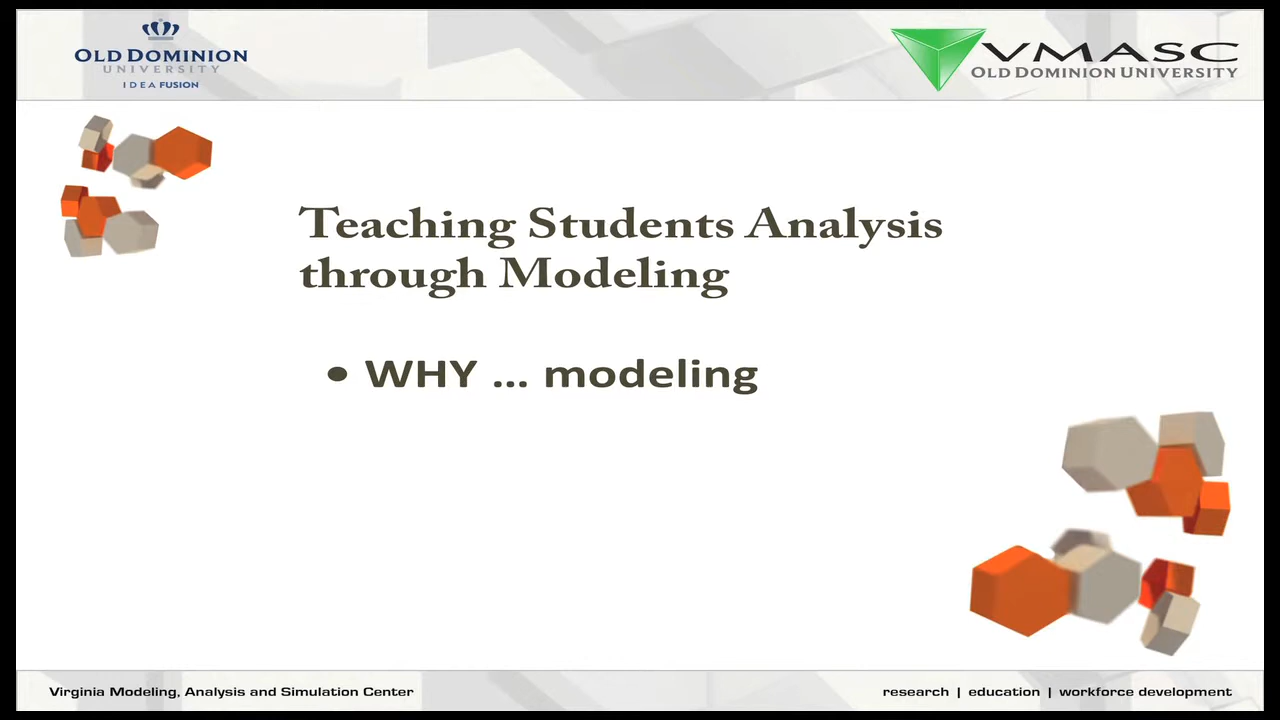 OLD DOMINION
UNIVERSITY
IDEA FUSION
VMASC
OLD DOMINION UNIVERSITY
Teaching Students Analysis
through Modeling
• WHY ... modeling
Virginia Modeling, Analysis and Simulation Center
research | education | workforce development